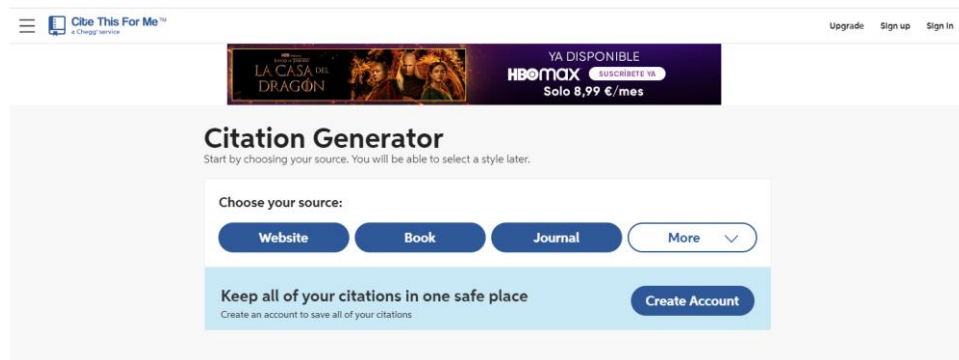 Cite This For Me™
a Chegg® service
Upgrade Sign up Sign in
HBO
LA CASA DEL
DRAGÓN
YA DISPONIBLE
HBOmax SUSCRÍBETE YA
Solo 8,99 €/mes
Citation Generator
Start by choosing your source. You will be able to select a style later.
Choose your source:
Website Book Journal More
Keep all of your citations in one safe place
Create an account to save all of your citations
Create Account